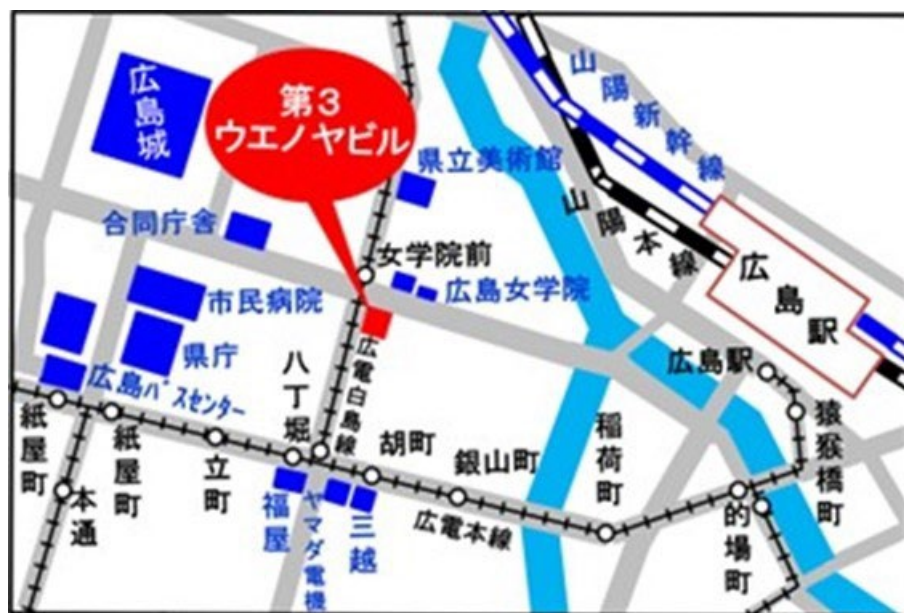 広島城
第3
ウエノヤビル
山陽新幹線
県立美術館
山陽本線
合同庁舎
女学院前
広島駅
市民病院
広島女学院
県庁
八丁堀
広電白島線
広島駅
広島バスセンター
紙屋町
紙屋町
立町
胡町
銀山町
稲荷町
猿猴橋町
本通
福屋
ヤマダ電機
三越
広電本線
的場町